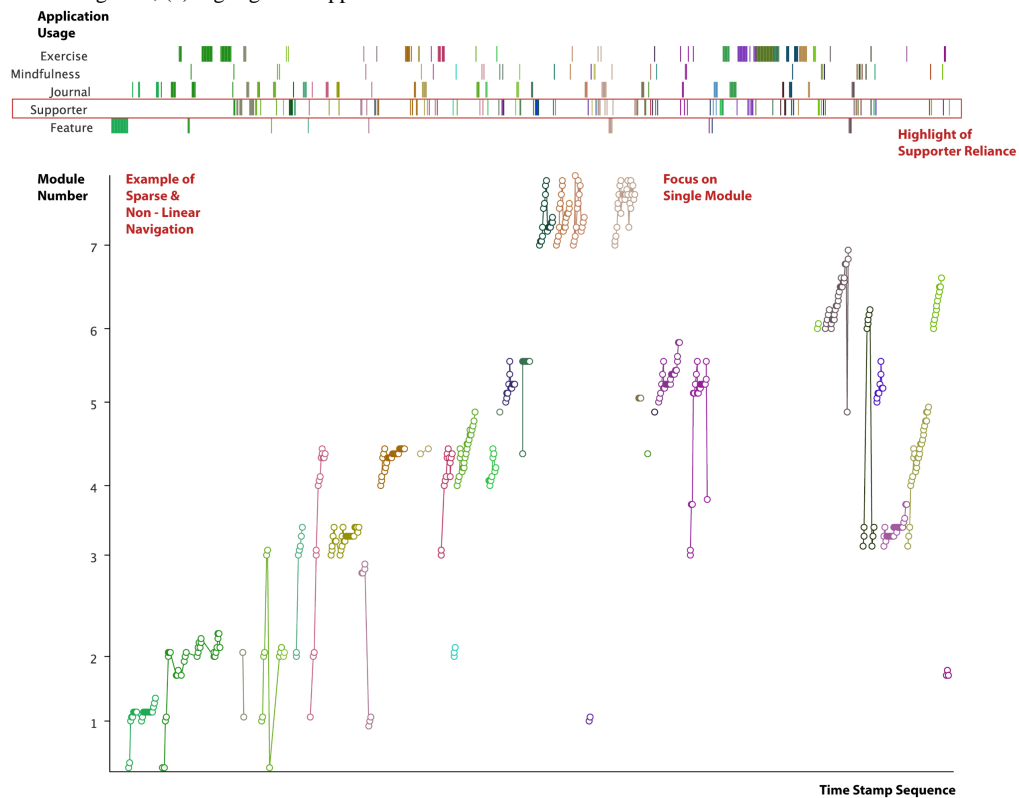 Application
Usage
Exercise
Mindfulness
Journal
Supporter
Feature
Highlight of
Supporter Reliance
Module
Number
Example of
Sparse &
Non - Linear
Navigation
Focus on
Single Module
7
6
5
4
3
2
1
Time Stamp Sequence